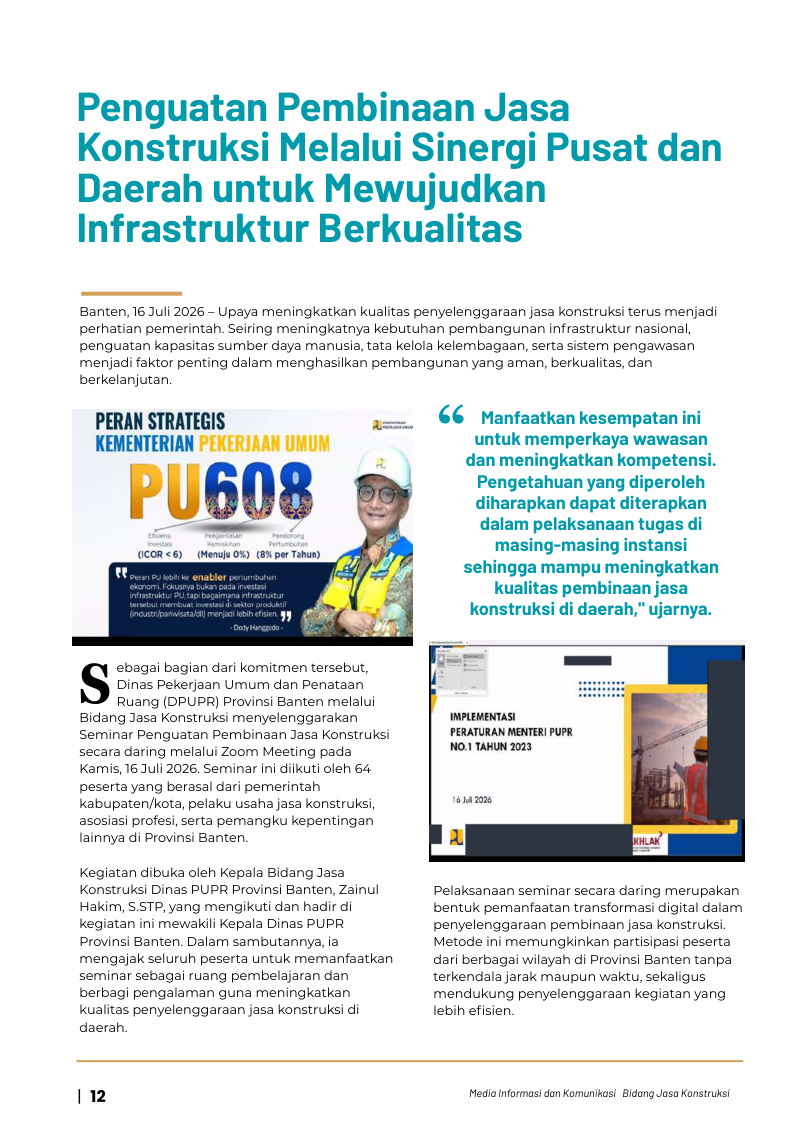 Penguatan Pembinaan Jasa
Konstruksi Melalui Sinergi Pusat dan
Daerah untuk Mewujudkan
Infrastruktur Berkualitas
Banten, 16 Juli 2026 – Upaya meningkatkan kualitas penyelenggaraan jasa konstruksi terus menjadi
perhatian pemerintah. Seiring meningkatnya kebutuhan pembangunan infrastruktur nasional,
penguatan kapasitas sumber daya manusia, tata kelola kelembagaan, serta sistem pengawasan
menjadi faktor penting dalam menghasilkan pembangunan yang aman, berkualitas, dan
berkelanjutan.
PERAN STRATEGIS
KEMENTERIAN PEKERJAAN UMUM
KEMENTERIAN
PEKERJAAN UMUM
PU608
Efisiensi
Investasi
(ICOR < 6)
Pengentasan
Kemiskinan
(Menuju 0%)
Pendorong
Pertumbuhan
(8% per Tahun)
"Peran PU lebih ke enabler pertumbuhan
ekonomi. Fokusnya bukan pada investasi
infrastruktur PU, tapi bagaimana infrastruktur
tersebut membuat investasi di sektor produktif
(industri/pariwisata/dll) menjadi lebih efisien."
- Dody Hanggodo -
Sebagai bagian dari komitmen tersebut,
Dinas Pekerjaan Umum dan Penataan
Ruang (DPUPR) Provinsi Banten melalui
Bidang Jasa Konstruksi menyelenggarakan
Seminar Penguatan Pembinaan Jasa Konstruksi
secara daring melalui Zoom Meeting pada
Kamis, 16 Juli 2026. Seminar ini diikuti oleh 64
peserta yang berasal dari pemerintah
kabupaten/kota, pelaku usaha jasa konstruksi,
asosiasi profesi, serta pemangku kepentingan
lainnya di Provinsi Banten.
Kegiatan dibuka oleh Kepala Bidang Jasa
Konstruksi Dinas PUPR Provinsi Banten, Zainul
Hakim, S.STP, yang mengikuti dan hadir di
kegiatan ini mewakili Kepala Dinas PUPR
Provinsi Banten. Dalam sambutannya, ia
mengajak seluruh peserta untuk memanfaatkan
seminar sebagai ruang pembelajaran dan
berbagi pengalaman guna meningkatkan
kualitas penyelenggaraan jasa konstruksi di
daerah.
“ Manfaatkan kesempatan ini
untuk memperkaya wawasan
dan meningkatkan kompetensi.
Pengetahuan yang diperoleh
diharapkan dapat diterapkan
dalam pelaksanaan tugas di
masing-masing instansi
sehingga mampu meningkatkan
kualitas pembinaan jasa
konstruksi di daerah," ujarnya.
IMPLEMENTASI
PERATURAN MENTERI PUPR
NO.1 TAHUN 2023
16 Juli 2026
AKHLAK
Pelaksanaan seminar secara daring merupakan
bentuk pemanfaatan transformasi digital dalam
penyelenggaraan pembinaan jasa konstruksi.
Metode ini memungkinkan partisipasi peserta
dari berbagai wilayah di Provinsi Banten tanpa
terkendala jarak maupun waktu, sekaligus
mendukung penyelenggaraan kegiatan yang
lebih efisien.
| 12
Media Informasi dan Komunikasi Bidang Jasa Konstruksi